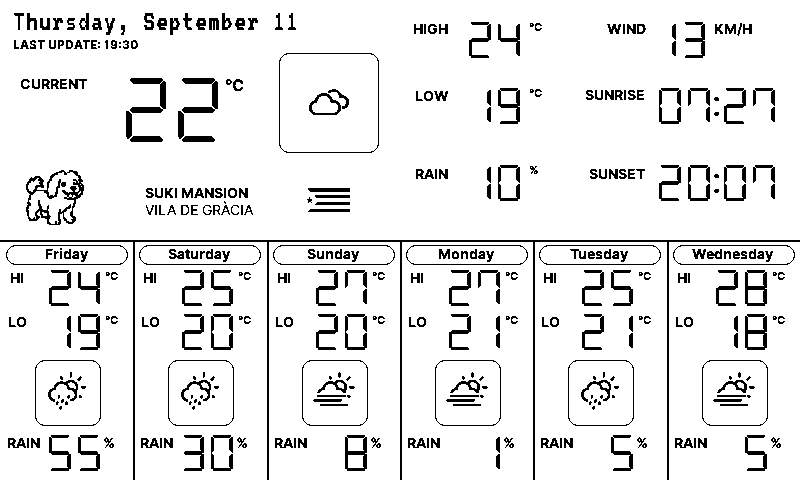 Thursday, September 11
LAST UPDATE: 19:30
CURRENT 22 °C
HIGH 24 °C
LOW 19 °C
RAIN 10 %
WIND 13 KM/H
SUNRISE 07:27
SUNSET 20:07
SUKI MANSION
VILA DE GRÀCIA
Friday
HI 24 °C
LO 19 °C
RAIN 55 %
Saturday
HI 25 °C
LO 20 °C
RAIN 30 %
Sunday
HI 27 °C
LO 20 °C
RAIN 8 %
Monday
HI 27 °C
LO 21 °C
RAIN 1 %
Tuesday
HI 25 °C
LO 21 °C
RAIN 5 %
Wednesday
HI 28 °C
LO 18 °C
RAIN 5 %